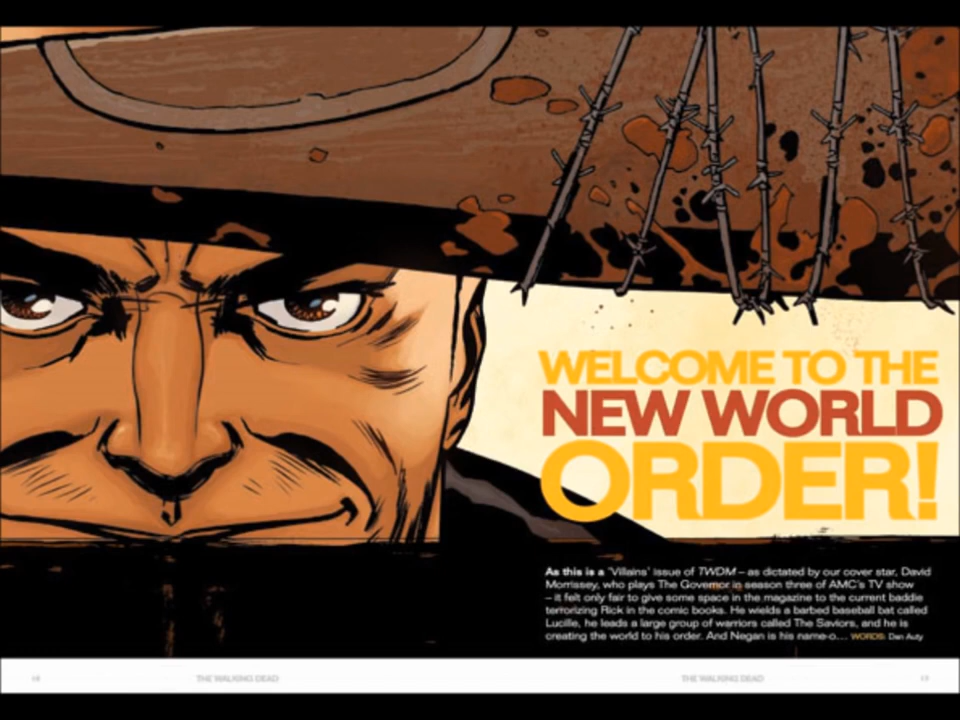 WELCOME TO THE
NEW WORLD
ORDER!
As this is a 'Villains' issue of TWDM – as dictated by our cover star, David
Morrissey, who plays The Governor in season three of AMC's TV show
– it felt only fair to give some space in the magazine to the current baddie
terrorizing Rick in the comic books. He wields a barbed baseball bat called
Lucille, he leads a large group of warriors called The Saviors, and he is
creating the world to his order. And Negan is his name-o... WORDS: Dan Auty
THE WALKING DEAD
THE WALKING DEAD